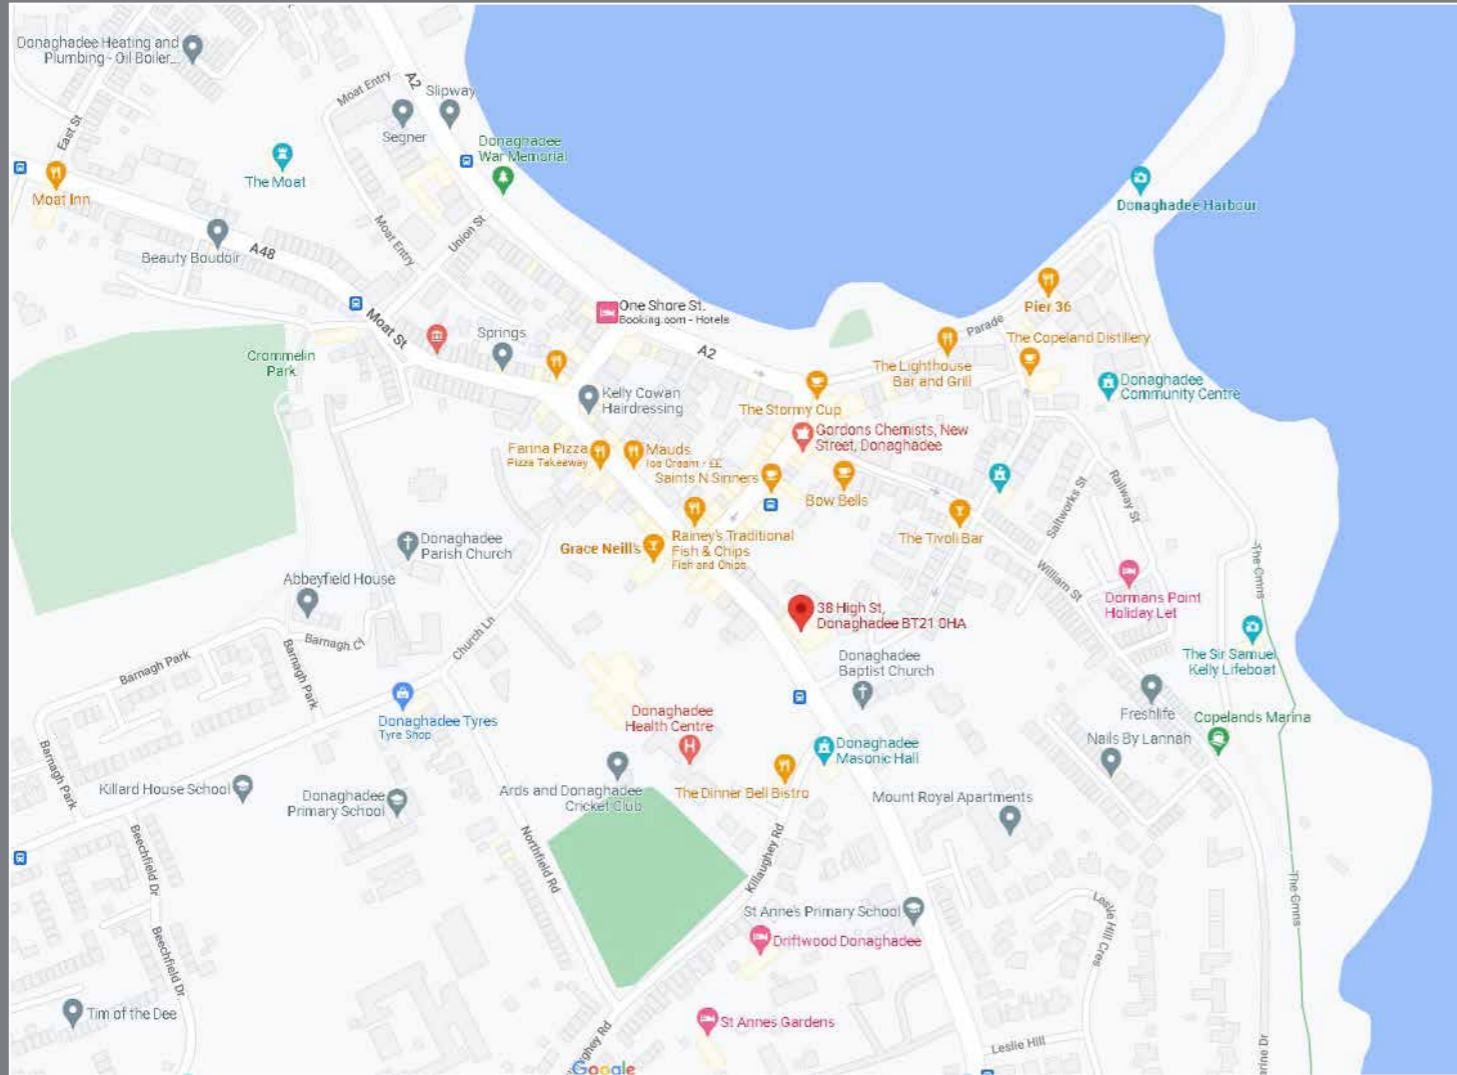 Donaghadee Heating and
Plumbing - Oil Boiler...
East St
Moat Inn
The Moat
Moat Entry
A2
Slipway
Segner
Donaghadee
War Memorial
Beauty Boudoir
A48
Moat Entry
Union St
Donaghadee Harbour
One Shore St.
Booking.com - Hotels
Moat St
Springs
Pier 36
Parade
The Copeland Distillery
A2
Crommelin
Park
The Lighthouse
Bar and Grill
Donaghadee
Community Centre
Kelly Cowan
Hairdressing
The Stormy Cup
Gordons Chemists, New
Street, Donaghadee
Farina Pizza
Pizza Takeaway
Mauds
Ice Cream · ££
Saints N Sinners
Bow Bells
Saltworks St
Railway St
The Tivoli Bar
Donaghadee
Parish Church
Grace Neill's
Rainey's Traditional
Fish & Chips
Fish and Chips
William St
The Cmns
Dormans Point
Holiday Let
Abbeyfield House
38 High St,
Donaghadee BT21 0HA
Barnagh Cl
Church Ln
Barnagh Park
Barnagh Park
Donaghadee
Baptist Church
The Sir Samuel
Kelly Lifeboat
Donaghadee Tyres
Tyre Shop
Donaghadee
Health Centre
Freshlife
Copelands Marina
Donaghadee
Masonic Hall
Nails By Lannah
Barnagh Park
Killard House School
Donaghadee
Primary School
Ards and Donaghadee
Cricket Club
The Dinner Bell Bistro
Mount Royal Apartments
Beechfield Dr
Northfield Rd
Killaughey Rd
The Cmns
Leslie Hill Cres
St Anne's Primary School
Driftwood Donaghadee
Beechfield Dr
Tim of the Dee
St Annes Gardens
Leslie Hill
Google